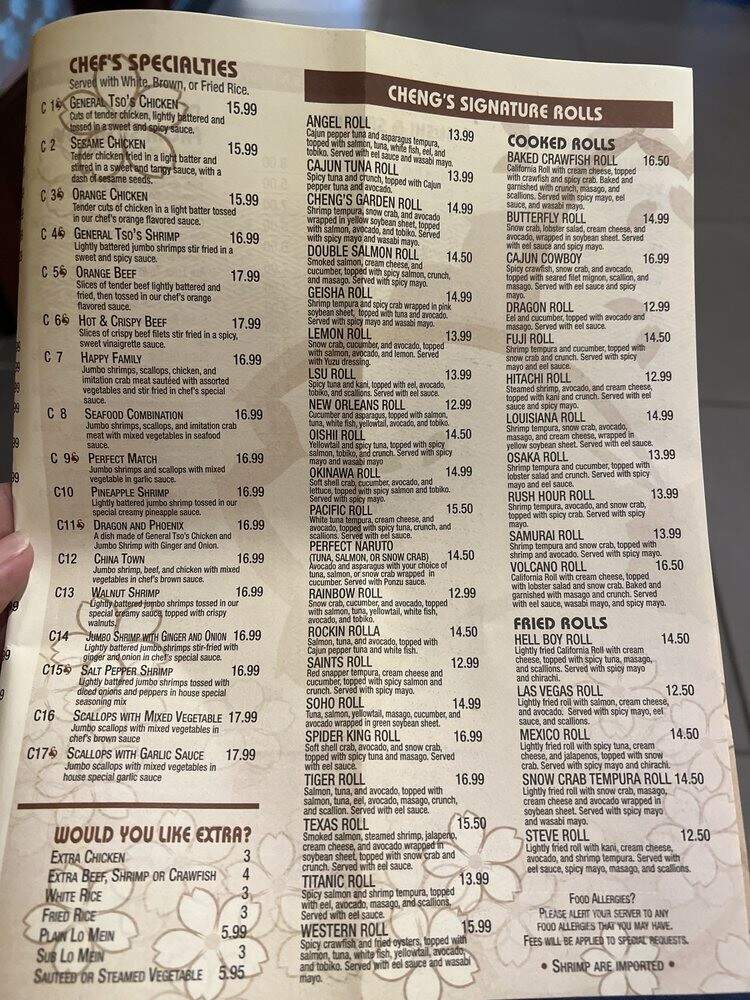 CHEF'S SPECIALTIES
Served with White, Brown, or Fried Rice.
C 1 GENERAL TSO'S CHICKEN 15.99
Cuts of tender chicken, lightly battered and
tossed in a sweet and spicy sauce.
C 2 SESAME CHICKEN 15.99
Tender chicken fried in a light batter and
stirred in a sweet and tangy sauce, with a
dash of sesame seeds.
C 3 ORANGE CHICKEN 15.99
Tender cuts of chicken in a light batter tossed
in our chef's orange flavored sauce.
C 4 GENERAL TSO'S SHRIMP 16.99
Lightly battered jumbo shrimps stir fried in a
sweet and spicy sauce.
C 5 ORANGE BEEF 17.99
Slices of tender beef lightly battered and
fried, then tossed in our chef's orange
flavored sauce.
C 6 HOT & CRISPY BEEF 17.99
Slices of crispy beef filets stir fried in a spicy,
sweet vinaigrette sauce.
C 7 HAPPY FAMILY 16.99
Jumbo shrimps, scallops, chicken, and
imitation crab meat sautéed with assorted
vegetables and stir fried in chef's special
sauce.
C 8 SEAFOOD COMBINATION 16.99
Jumbo shrimps, scallops, and imitation crab
meat with mixed vegetables in seafood
sauce.
C 9 PERFECT MATCH 16.99
Jumbo shrimps and scallops with mixed
vegetable in garlic sauce.
C10 PINEAPPLE SHRIMP 16.99
Lightly battered jumbo shrimp tossed in our
special creamy pineapple sauce.
C11 DRAGON AND PHOENIX 16.99
A dish made of General Tso's Chicken and
Jumbo Shrimp with Ginger and Onion.
C12 CHINA TOWN 16.99
Jumbo shrimp, beef, and chicken with mixed
vegetables in chef's brown sauce.
C13 WALNUT SHRIMP 16.99
Lightly battered jumbo shrimps tossed in our
special creamy sauce, topped with crispy
walnuts.
C14 JUMBO SHRIMP WITH GINGER AND ONION 16.99
Lightly battered jumbo shrimps stir-fried with
ginger and onion in chef's special sauce.
C15 SALT PEPPER SHRIMP 16.99
Lightly battered jumbo shrimps tossed with
diced onions and peppers in house special
seasoning mix
C16 SCALLOPS WITH MIXED VEGETABLE 17.99
Jumbo scallops with mixed vegetables in
chef's brown sauce
C17 SCALLOPS WITH GARLIC SAUCE 17.99
Jumbo scallops with mixed vegetables in
house special garlic sauce
WOULD YOU LIKE EXTRA?
EXTRA CHICKEN 3
EXTRA BEEF, SHRIMP OR CRAWFISH 4
WHITE RICE 3
FRIED RICE 3
PLAIN LO MEIN 5.99
SUB LO MEIN 3
SAUTEED OR STEAMED VEGETABLE 5.95
CHENG'S SIGNATURE ROLLS
ANGEL ROLL 13.99
Cajun pepper tuna and asparagus tempura,
topped with salmon, tuna, white fish, eel, and
tobiko. Served with eel sauce and wasabi mayo.
CAJUN TUNA ROLL 13.99
Spicy tuna and crunch, topped with Cajun
pepper tuna and avocado.
CHENG'S GARDEN ROLL 14.99
Shrimp tempura, snow crab, and avocado
wrapped in yellow soybean sheet, topped
with salmon, avocado, and tobiko. Served
with spicy mayo and wasabi mayo.
DOUBLE SALMON ROLL 14.50
Smoked salmon, cream cheese, and
cucumber, topped with spicy salmon, crunch,
and masago. Served with spicy mayo.
GEISHA ROLL 14.99
Shrimp tempura and spicy crab wrapped in pink
soybean sheet, topped with tuna and avocado.
Served with spicy mayo and wasabi mayo.
LEMON ROLL 13.99
Snow crab, cucumber, and avocado, topped
with salmon, avocado, and lemon. Served
with Yuzu dressing.
LSU ROLL 13.99
Spicy tuna and kani, topped with eel, avocado,
tobiko, and scallions. Served with eel sauce.
NEW ORLEANS ROLL 12.99
Cucumber and asparagus, topped with salmon,
tuna, white fish, yellowtail, avocado, and tobiko.
OISHII ROLL 14.50
Yellowtail and spicy tuna, topped with spicy
salmon, tobiko, and crunch. Served with spicy
mayo and wasabi mayo
OKINAWA ROLL 14.99
Soft shell crab, cucumber, avocado, and
lettuce, topped with spicy salmon and tobiko.
Served with spicy mayo.
PACIFIC ROLL 15.50
White tuna tempura, cream cheese, and
avocado, topped with spicy tuna, crunch, and
scallions. Served with eel sauce.
PERFECT NARUTO
(TUNA, SALMON, OR SNOW CRAB) 14.50
Avocado and asparagus with your choice of
tuna, salmon, or snow crab wrapped in
cucumber. Served with Ponzu sauce.
RAINBOW ROLL 12.99
Snow crab, cucumber, and avocado, topped
with salmon, tuna, yellowtail, white fish,
avocado, and tobiko.
ROCKIN ROLLA 14.50
Salmon, tuna, and avocado, topped with
Cajun pepper tuna and white fish.
SAINTS ROLL 12.99
Red snapper tempura, cream cheese and
cucumber, topped with spicy salmon and
crunch. Served with spicy mayo.
SOHO ROLL 14.99
Tuna, salmon, yellowtail, masago, cucumber, and
avocado wrapped in green soybean sheet.
SPIDER KING ROLL 16.99
Soft shell crab, avocado, and snow crab,
topped with spicy tuna and masago. Served
with eel sauce.
TIGER ROLL 16.99
Salmon, tuna, and avocado, topped with
salmon, tuna, eel, avocado, masago, crunch,
and scallion. Served with eel sauce.
TEXAS ROLL 15.50
Smoked salmon, steamed shrimp, jalapeno,
cream cheese, and avocado wrapped in
soybean sheet, topped with snow crab and
crunch. Served with eel sauce.
TITANIC ROLL 13.99
Spicy salmon and shrimp tempura, topped
with eel, avocado, masago, and scallions.
Served with eel sauce.
WESTERN ROLL 15.99
Spicy crawfish and fried oysters, topped with
salmon, tuna, white fish, yellowtail, avocado,
and tobiko. Served with eel sauce and wasabi
mayo.
COOKED ROLLS
BAKED CRAWFISH ROLL 16.50
California Roll with cream cheese, topped
with crawfish and spicy crab. Baked and
garnished with crunch, masago, and
scallions. Served with spicy mayo, eel
sauce, and wasabi mayo.
BUTTERFLY ROLL 14.99
Snow crab, lobster salad, cream cheese, and
avocado, wrapped in soybean sheet. Served
with eel sauce and spicy mayo.
CAJUN COWBOY 16.99
Spicy crawfish, snow crab, and avocado,
topped with seared filet mignon, scallion, and
masago. Served with eel sauce and spicy
mayo.
DRAGON ROLL 12.99
Eel and cucumber, topped with avocado and
masago. Served with eel sauce.
FUJI ROLL 14.50
Shrimp tempura and cucumber, topped with
snow crab and crunch. Served with spicy
mayo and eel sauce.
HITACHI ROLL 12.99
Steamed shrimp, avocado, and cream cheese,
topped with kani and crunch. Served with eel
sauce and spicy mayo.
LOUISIANA ROLL 14.99
Shrimp tempura, snow crab, avocado,
masago, and cream cheese, wrapped in
yellow soybean sheet. Served with eel sauce.
OSAKA ROLL 13.99
Shrimp tempura and cucumber, topped with
lobster salad and crunch. Served with spicy
mayo and eel sauce.
RUSH HOUR ROLL 13.99
Shrimp tempura, avocado, and snow crab,
topped with spicy crab. Served with spicy
mayo.
SAMURAI ROLL 13.99
Shrimp tempura and snow crab, topped with
shrimp and avocado. Served with spicy mayo.
VOLCANO ROLL 16.50
California Roll with cream cheese, topped
with lobster salad and snow crab. Baked and
garnished with masago and crunch. Served
with eel sauce, wasabi mayo, and spicy mayo.
FRIED ROLLS
HELL BOY ROLL 14.50
Lightly fried California Roll with cream
cheese, topped with spicy tuna, masago,
and scallions. Served with eel sauce, spicy mayo,
and chirachi.
LAS VEGAS ROLL 12.50
Lightly fried roll with salmon, cream cheese,
and avocado. Served with spicy mayo, eel
sauce, and scallions.
MEXICO ROLL 14.50
Lightly fried roll with spicy tuna, cream
cheese, and jalapenos, topped with snow
crab. Served with spicy mayo and chirachi.
SNOW CRAB TEMPURA ROLL 14.50
Lightly fried roll with snow crab, masago,
cream cheese and avocado wrapped in
soybean sheet. Served with spicy mayo
and wasabi mayo.
STEVE ROLL 12.50
Lightly fried roll with kani, cream cheese,
avocado, and shrimp tempura. Served with
eel sauce, spicy mayo, masago, and scallions.
FOOD ALLERGIES?
PLEASE ALERT YOUR SERVER TO ANY
FOOD ALLERGIES THAT YOU MAY HAVE.
FEES WILL BE APPLIED TO SPECIAL REQUESTS.
• SHRIMP ARE IMPORTED •